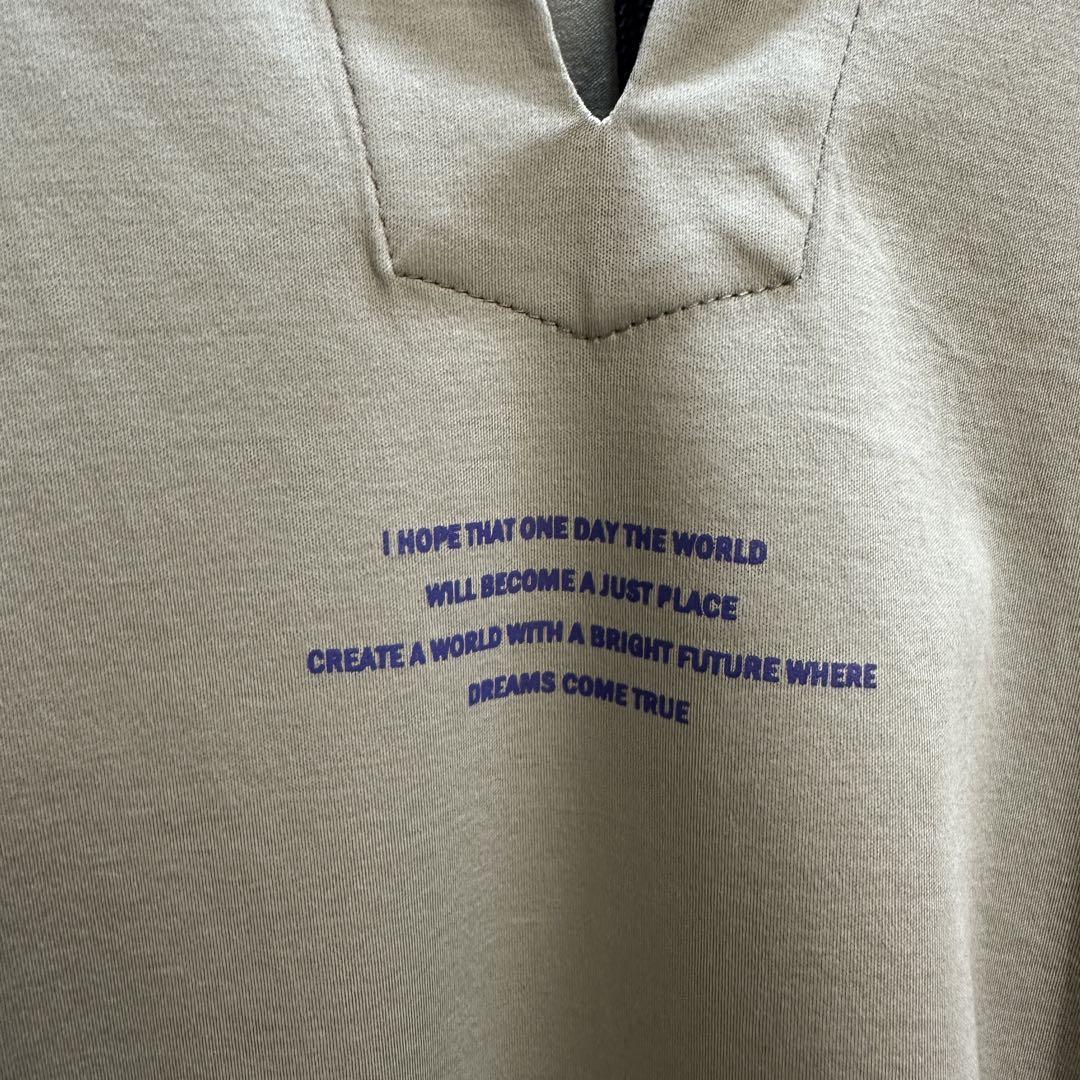 I HOPE THAT ONE DAY THE WORLD
WILL BECOME A JUST PLACE
CREATE A WORLD WITH A BRIGHT FUTURE WHERE
DREAMS COME TRUE